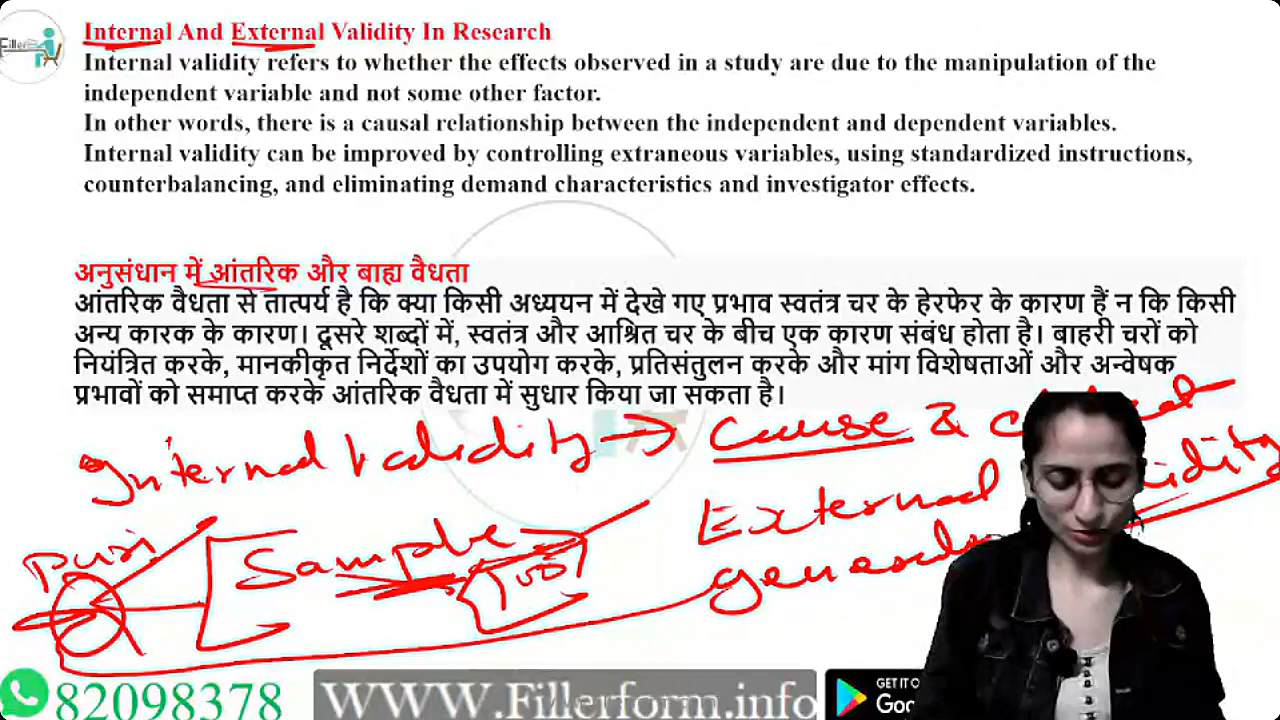 Filler
Internal And External Validity In Research
Internal validity refers to whether the effects observed in a study are due to the manipulation of the
independent variable and not some other factor.
In other words, there is a causal relationship between the independent and dependent variables.
Internal validity can be improved by controlling extraneous variables, using standardized instructions,
counterbalancing, and eliminating demand characteristics and investigator effects.
अनुसंधान में आंतरिक और बाह्य वैधता
आंतरिक वैधता से तात्पर्य है कि क्या किसी अध्ययन में देखे गए प्रभाव स्वतंत्र चर के हेरफेर के कारण हैं न कि किसी
अन्य कारक के कारण। दूसरे शब्दों में, स्वतंत्र और आश्रित चर के बीच एक कारण संबंध होता है। बाहरी चरों को
नियंत्रित करके, मानकीकृत निर्देशों का उपयोग करके, प्रतिसंतुलन करके और मांग विशेषताओं और अन्वेषक
प्रभावों को समाप्त करके आंतरिक वैधता में सुधार किया जा सकता है।
Internal Validity → Cause &
External
Sample
100
82098378 WWW.Fillerform.info GET IT O
Goo